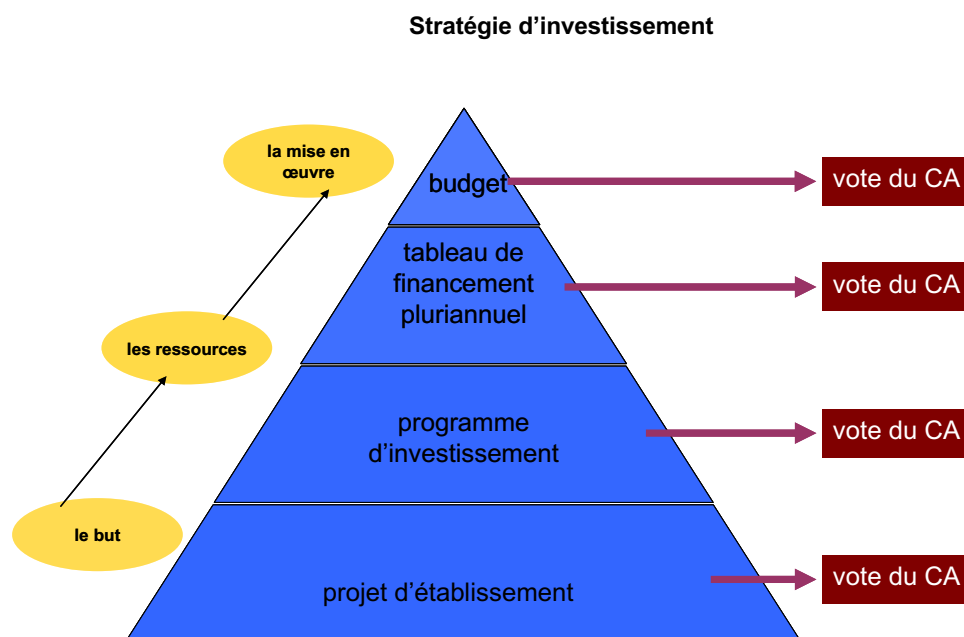 Stratégie d’investissement
la mise en
œuvre
budget
vote du CA
tableau de
financement
pluriannuel
vote du CA
les ressources
programme
d’investissement
vote du CA
le but
projet d’établissement
vote du CA